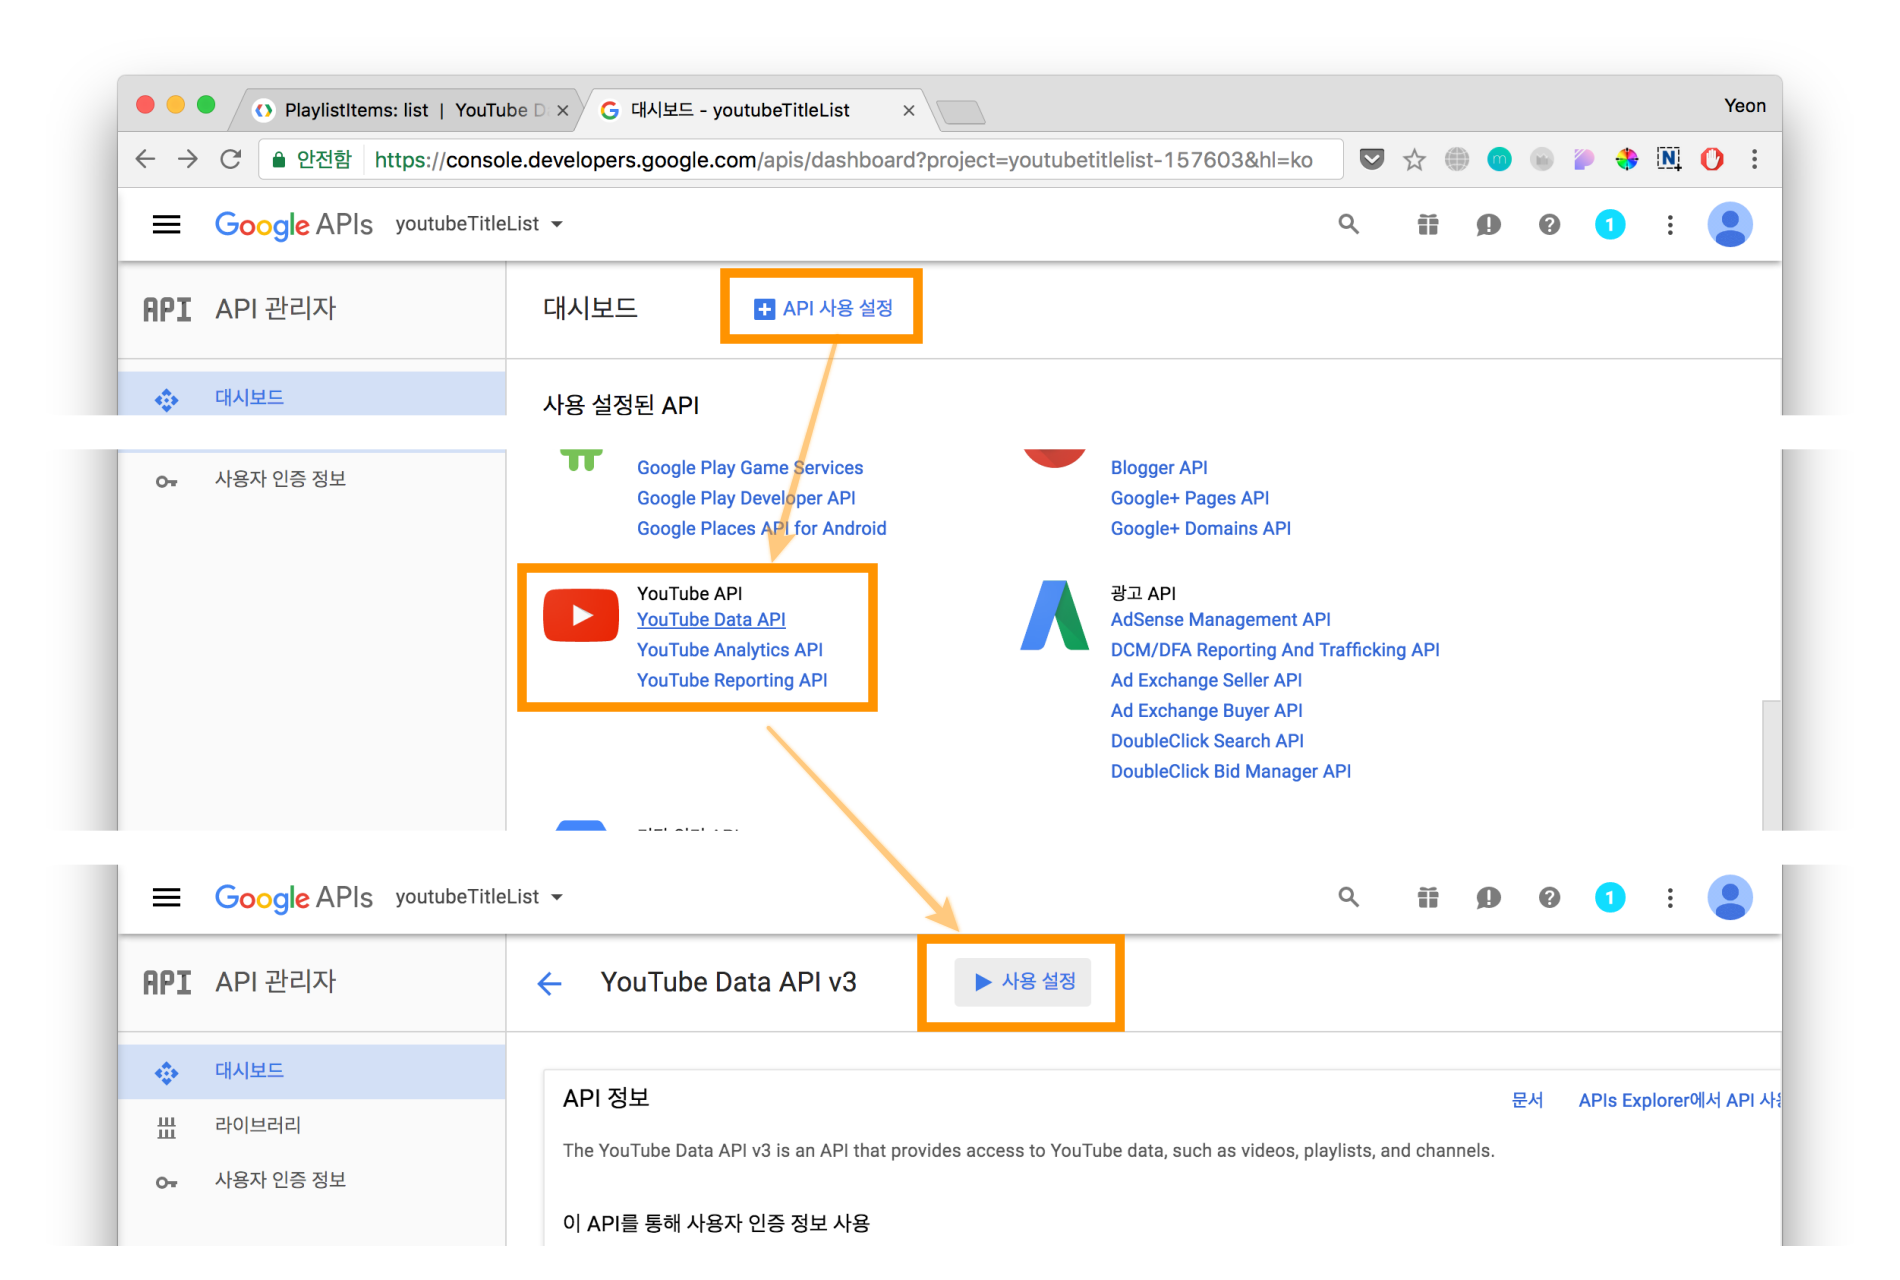 PlaylistItems: list | YouTube D
대시보드 - youtubeTitleList
Yeon
안전함 https://console.developers.google.com/apis/dashboard?project=youtubetitlelist-157603&hl=ko
Google APIs youtubeTitleList
1
API API 관리자
대시보드
API 사용 설정
대시보드
사용 설정된 API
사용자 인증 정보
Google Play Game Services
Google Play Developer API
Google Places API for Android
Blogger API
Google+ Pages API
Google+ Domains API
YouTube API
YouTube Data API
YouTube Analytics API
YouTube Reporting API
광고 API
AdSense Management API
DCM/DFA Reporting And Trafficking API
Ad Exchange Seller API
Ad Exchange Buyer API
DoubleClick Search API
DoubleClick Bid Manager API
Google APIs youtubeTitleList
1
API API 관리자
YouTube Data API v3
사용 설정
대시보드
라이브러리
사용자 인증 정보
API 정보
문서
APIs Explorer에서 API 사
The YouTube Data API v3 is an API that provides access to YouTube data, such as videos, playlists, and channels.
이 API를 통해 사용자 인증 정보 사용